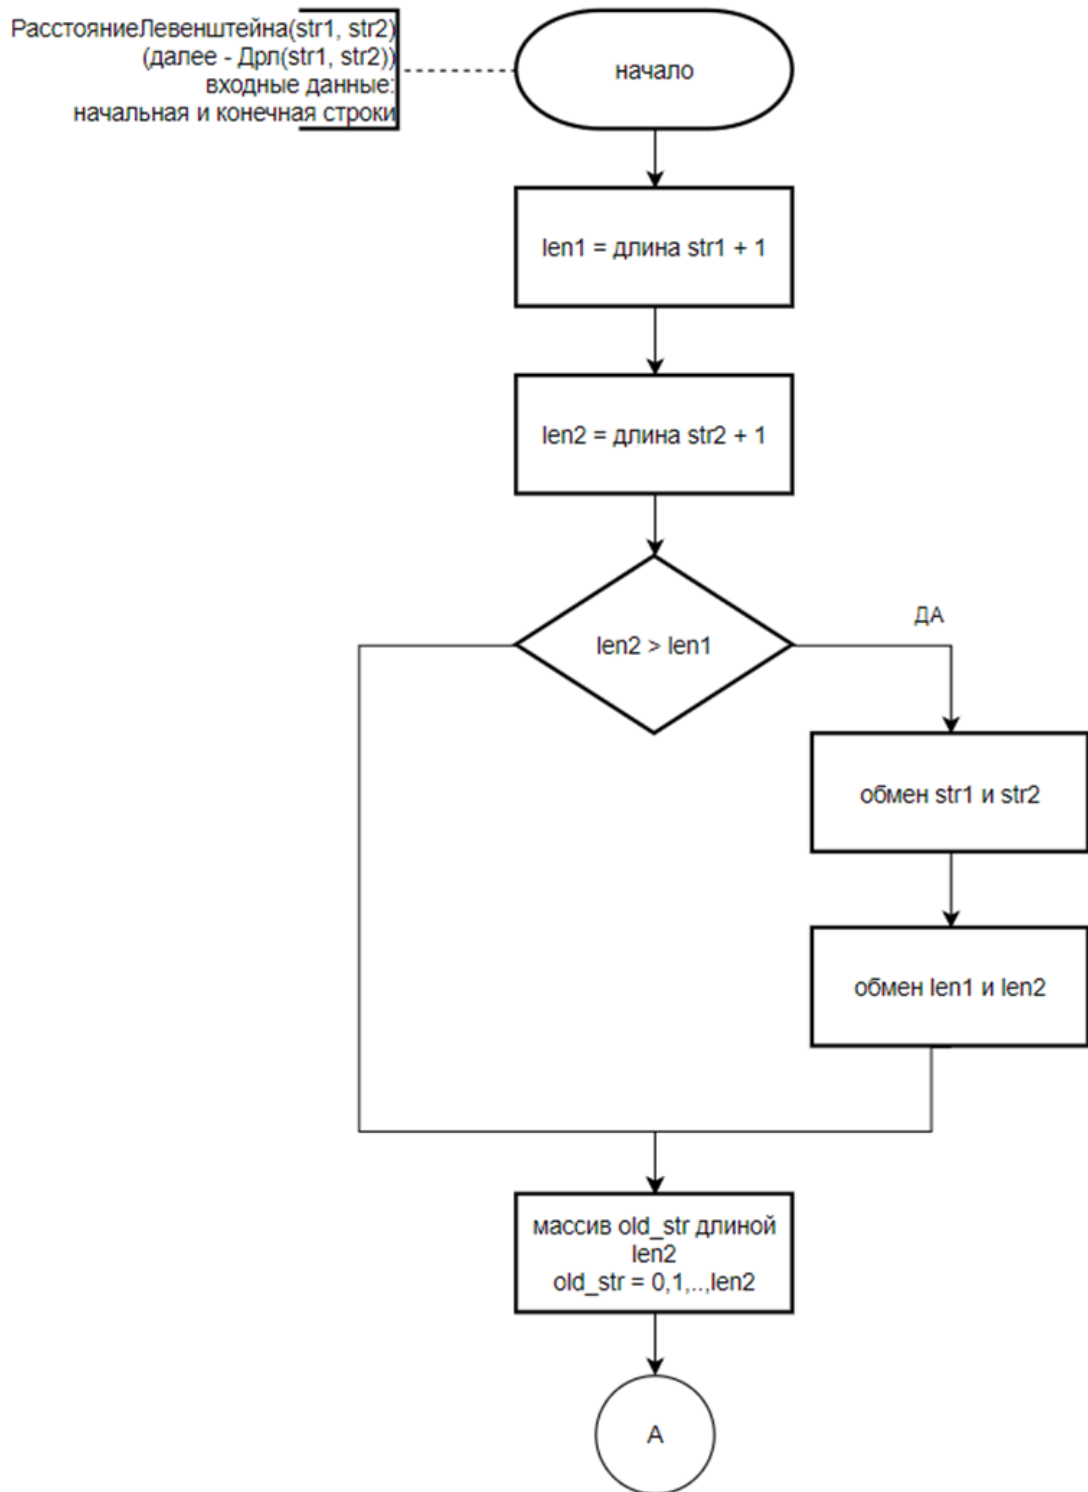 РасстояниеЛевенштейна(str1, str2)
(далее - Дрл(str1, str2))
входные данные:
начальная и конечная строки
начало
len1 = длина str1 + 1
len2 = длина str2 + 1
len2 > len1
ДА
обмен str1 и str2
обмен len1 и len2
массив old_str длиной
len2
old_str = 0,1,..,len2
A